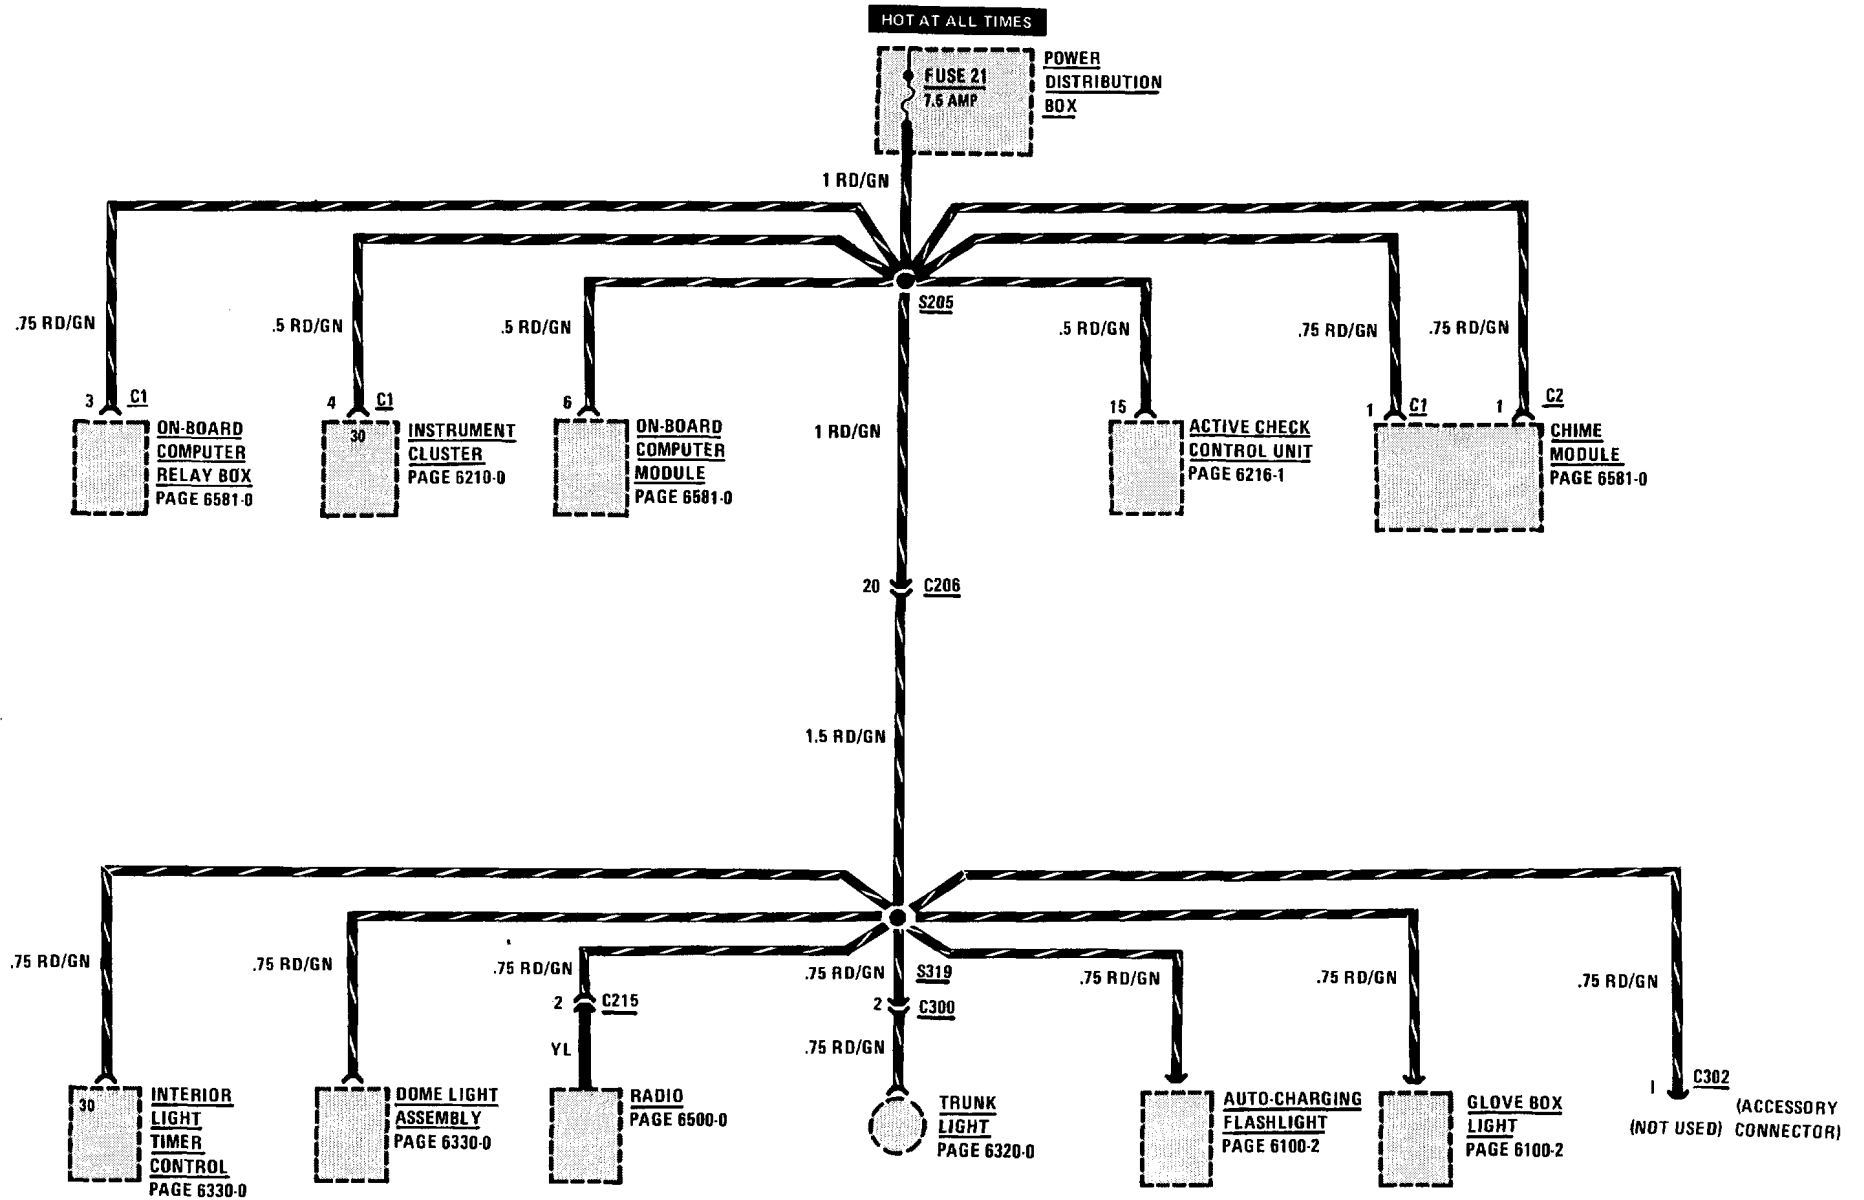 HOT AT ALL TIMES
FUSE 21
7.5 AMP
POWER
DISTRIBUTION
BOX
1 RD/GN
S205
.75 RD/GN
.5 RD/GN
.5 RD/GN
.5 RD/GN
.75 RD/GN
.75 RD/GN
3 C1
ON-BOARD
COMPUTER
RELAY BOX
PAGE 6581-0
4 C1
30
INSTRUMENT
CLUSTER
PAGE 6210-0
6
ON-BOARD
COMPUTER
MODULE
PAGE 6581-0
1 RD/GN
15
ACTIVE CHECK
CONTROL UNIT
PAGE 6216-1
1 C1
1 C2
CHIME
MODULE
PAGE 6581-0
20 C206
1.5 RD/GN
S319
.75 RD/GN
.75 RD/GN
.75 RD/GN
.75 RD/GN
.75 RD/GN
.75 RD/GN
.75 RD/GN
2 C215
YL
2 C300
.75 RD/GN
30
INTERIOR
LIGHT
TIMER
CONTROL
PAGE 6330-0
DOME LIGHT
ASSEMBLY
PAGE 6330-0
RADIO
PAGE 6500-0
TRUNK
LIGHT
PAGE 6320-0
AUTO-CHARGING
FLASHLIGHT
PAGE 6100-2
GLOVE BOX
LIGHT
PAGE 6100-2
1 C302
(NOT USED)
(ACCESSORY
CONNECTOR)